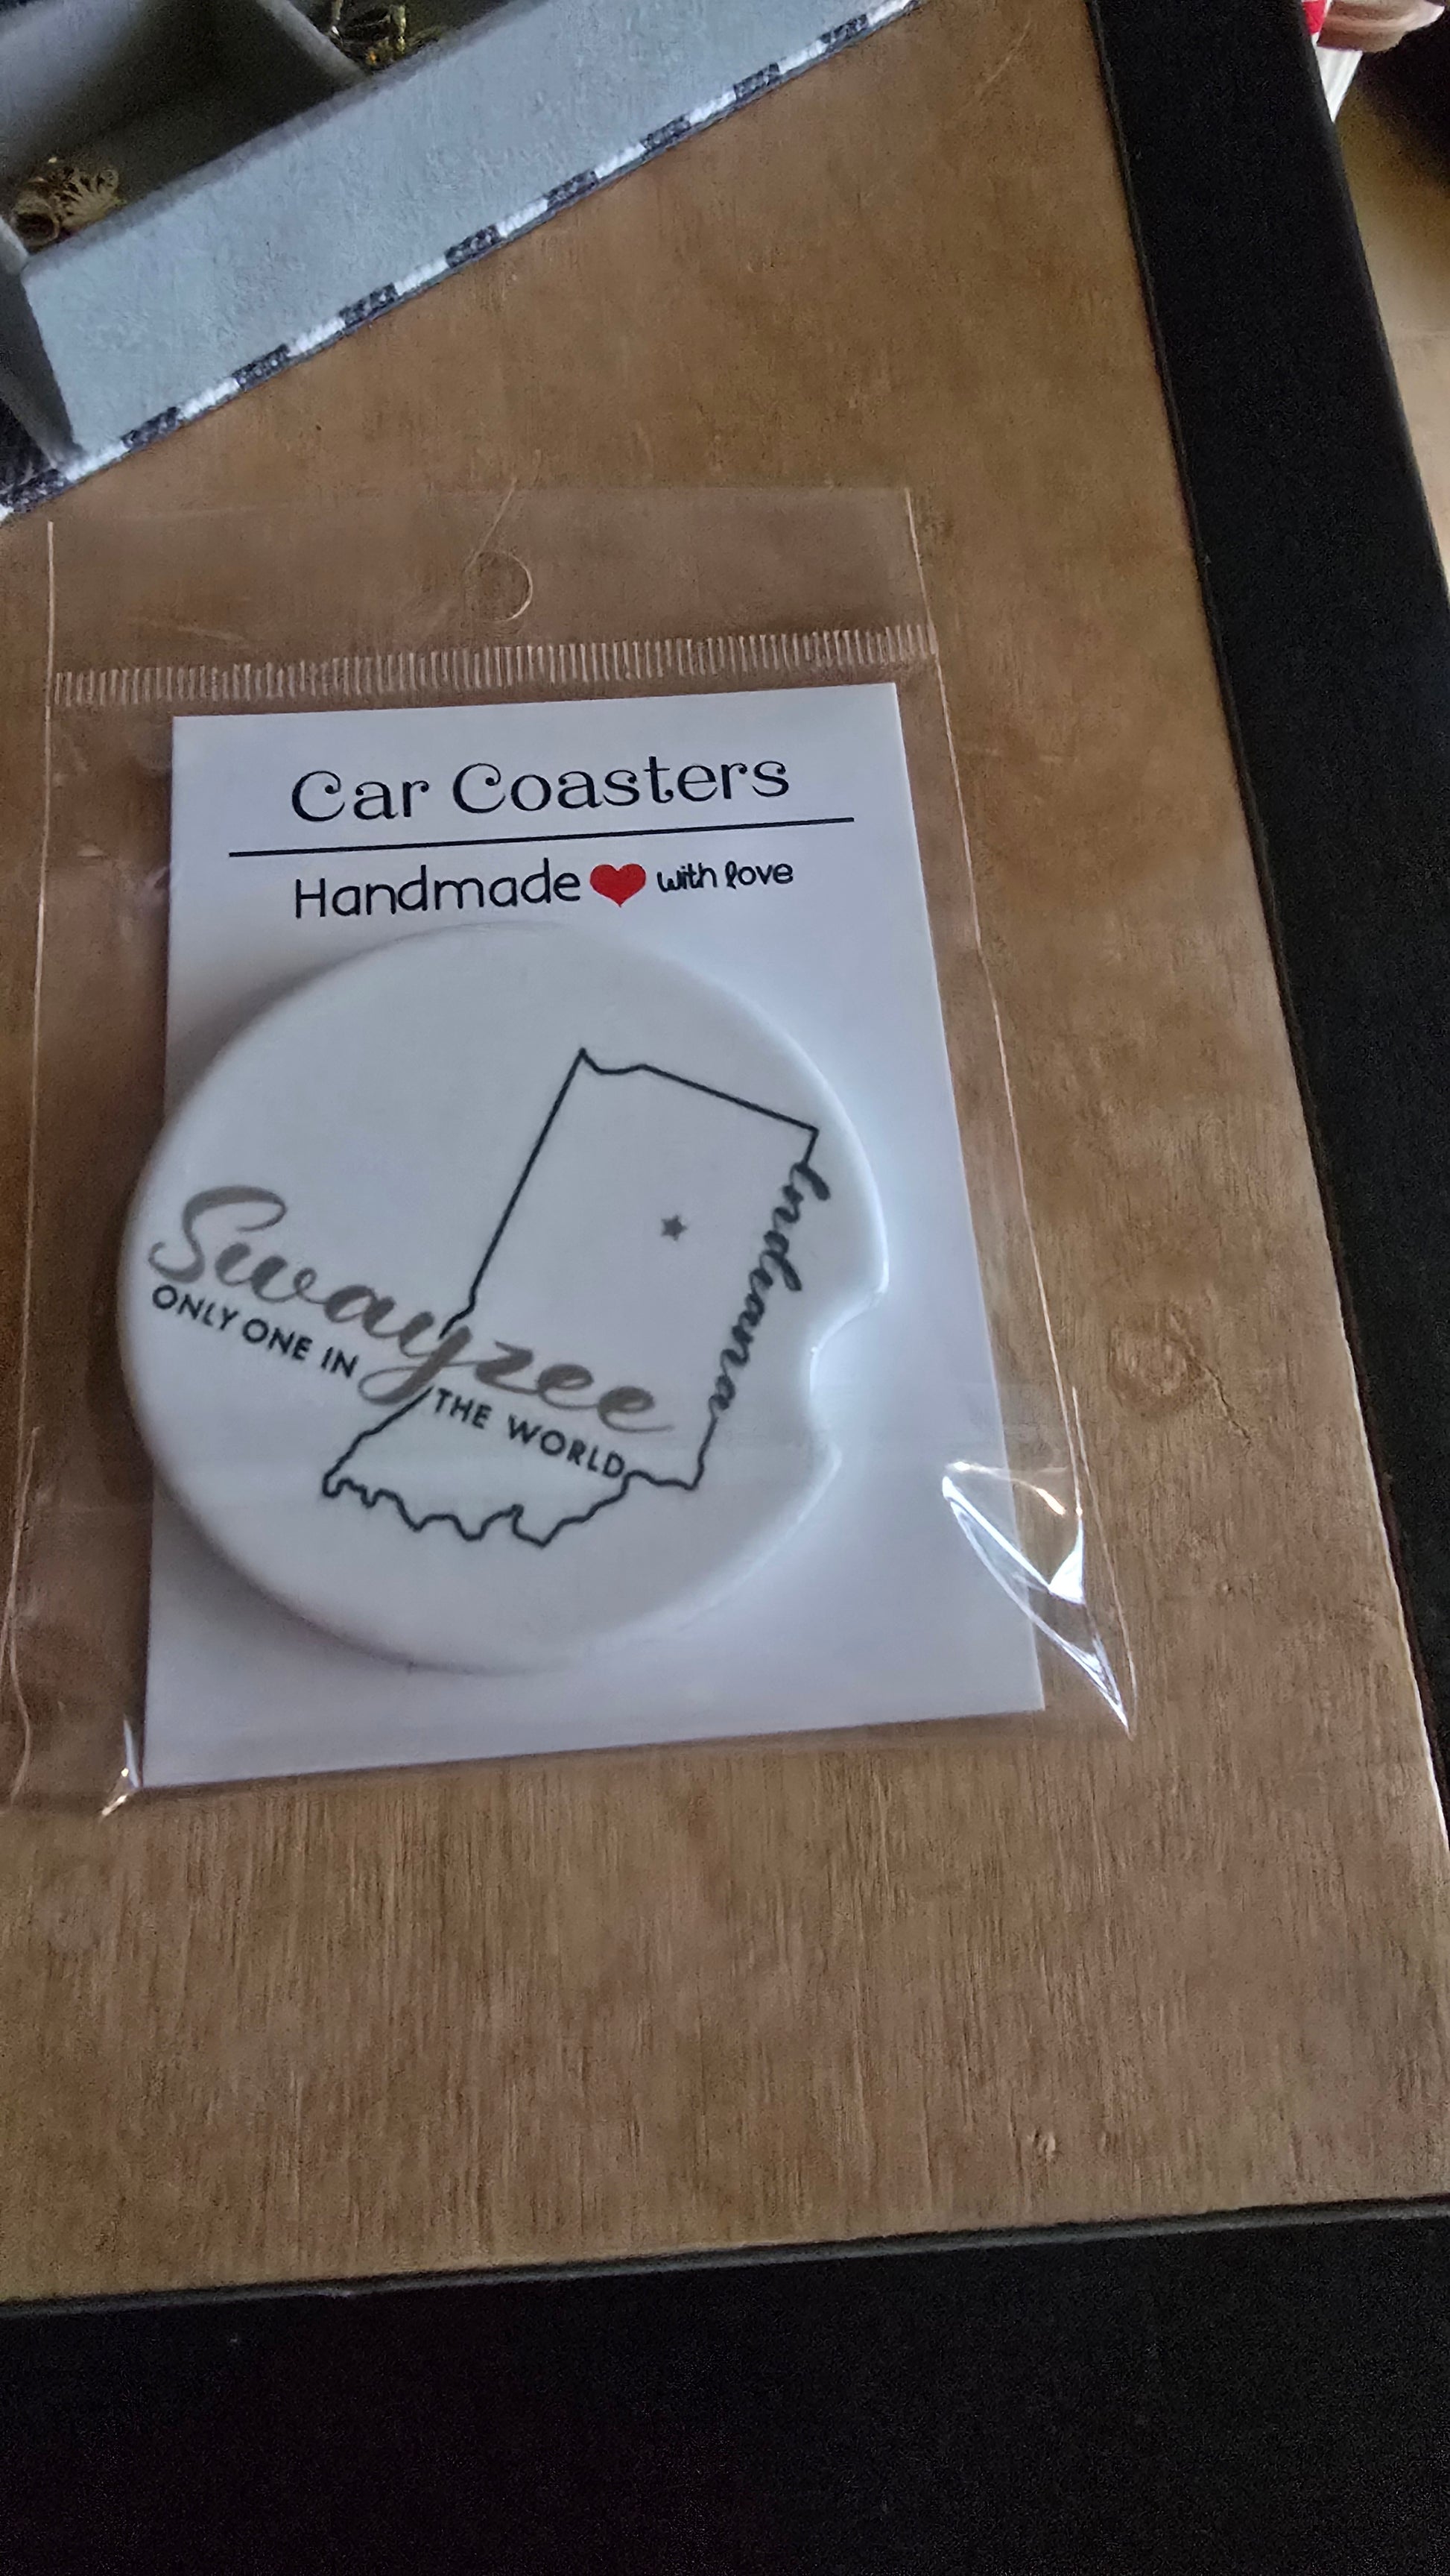 Car Coasters
Handmade ❤ with love
Swayzee
ONLY ONE IN THE WORLD
Indiana